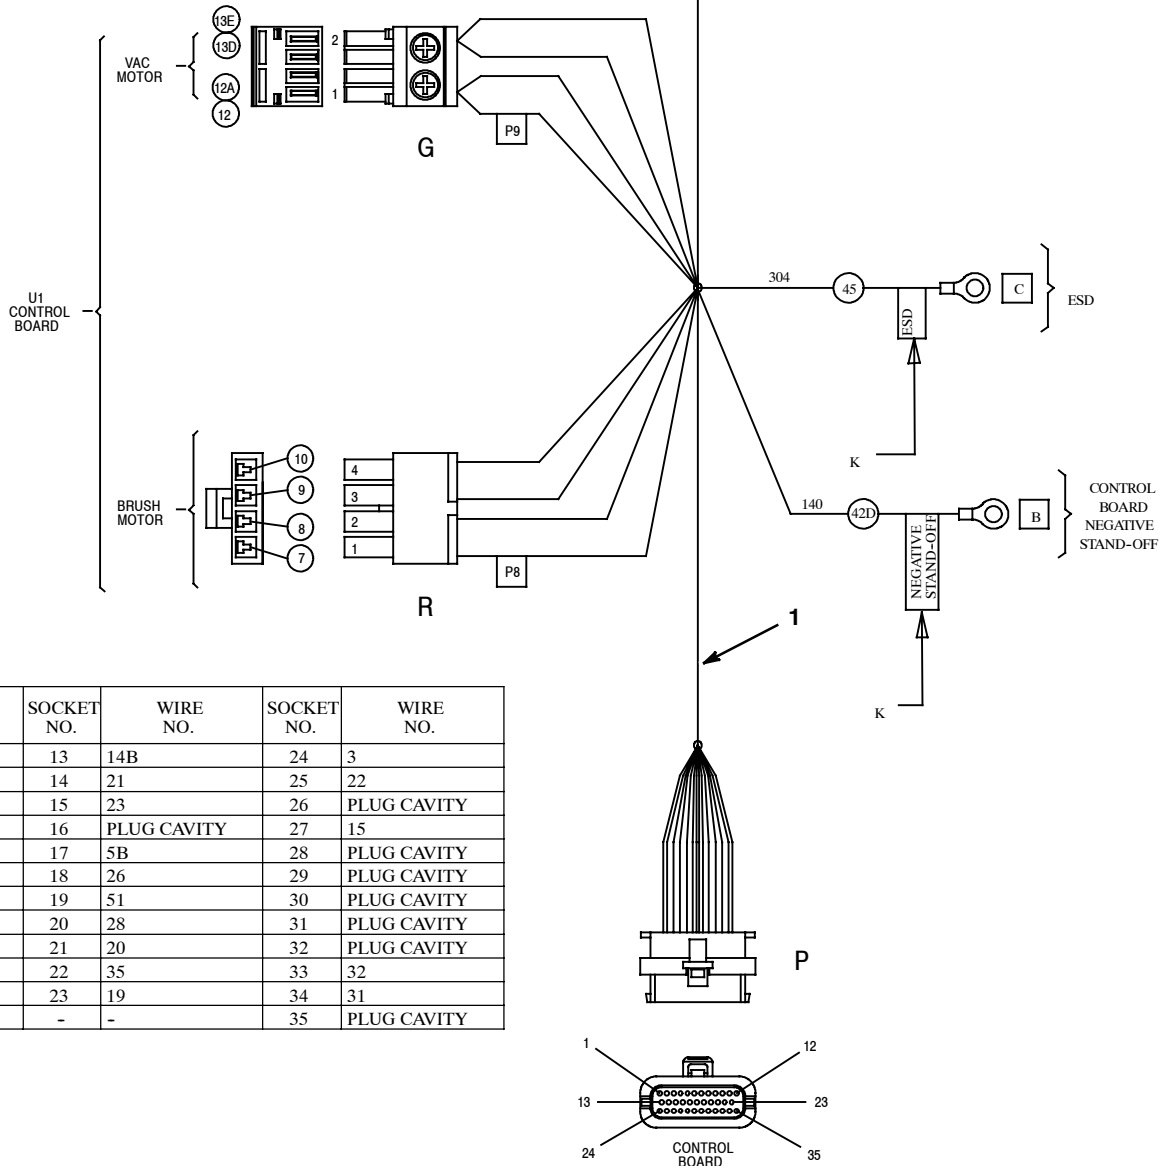 13E
13D
VAC
MOTOR
12A
12
2
1
P9
G
U1
CONTROL
BOARD
304
45
C
ESD
ESD
K
BRUSH
MOTOR
10
9
8
7
4
3
2
1
P8
R
140
42D
B
CONTROL
BOARD
NEGATIVE
STAND-OFF
NEGATIVE
STAND-OFF
K
1
SOCKET NO. WIRE NO. SOCKET NO. WIRE NO.
13 14B 24 3
14 21 25 22
15 23 26 PLUG CAVITY
16 PLUG CAVITY 27 15
17 5B 28 PLUG CAVITY
18 26 29 PLUG CAVITY
19 51 30 PLUG CAVITY
20 28 31 PLUG CAVITY
21 20 32 PLUG CAVITY
22 35 33 32
23 19 34 31
- - 35 PLUG CAVITY
P
1 12
13 23
24 35
CONTROL
BOARD